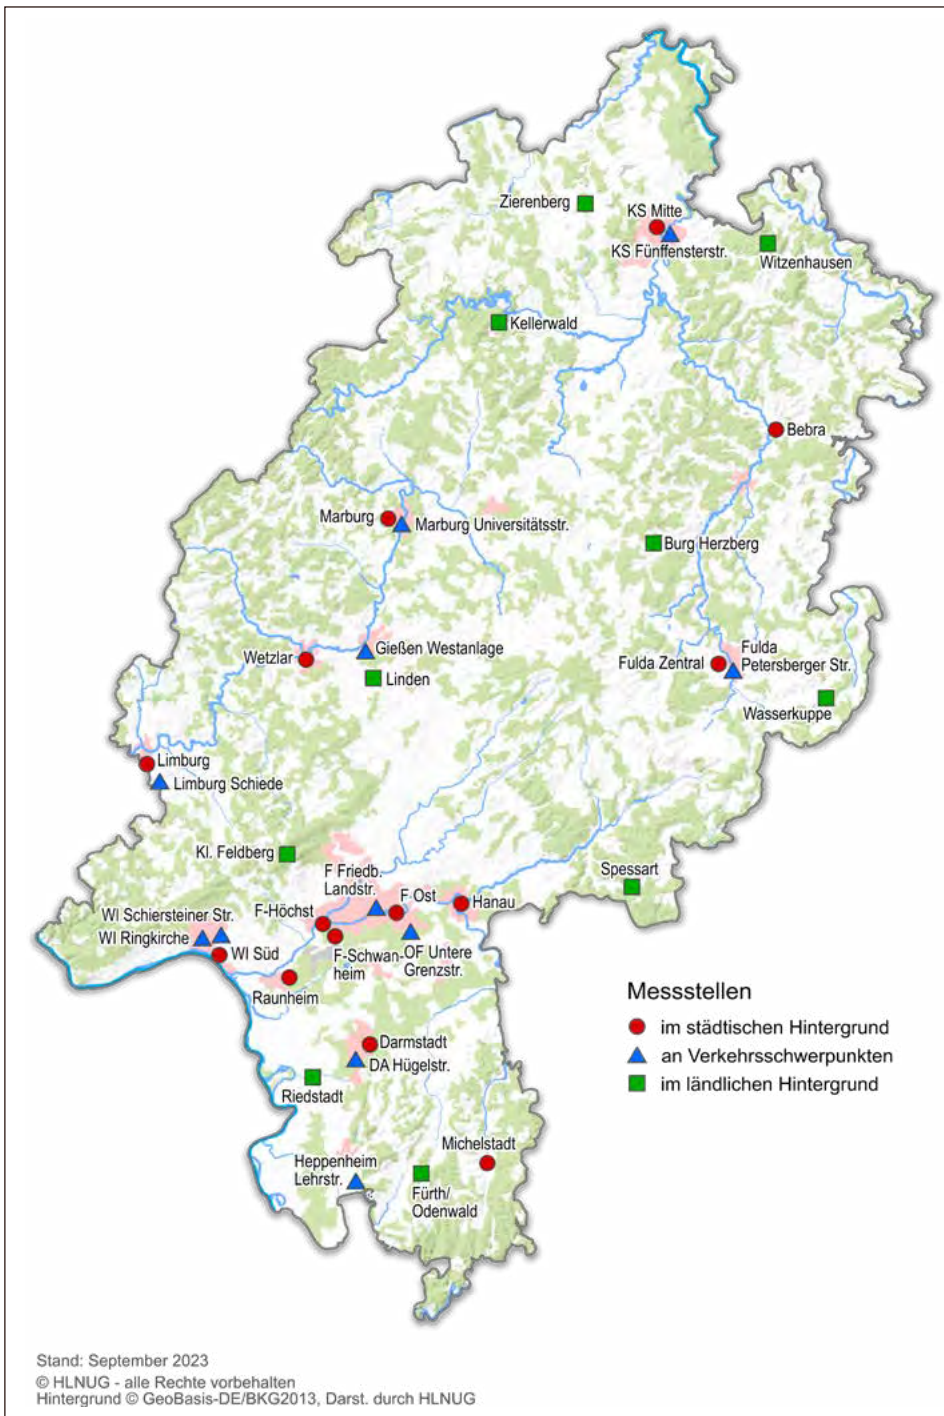 Zierenberg
KS Mitte
KS Fünffensterstr.
Witzenhausen
Kellerwald
Bebra
Marburg
Marburg Universitätsstr.
Burg Herzberg
Gießen Westanlage
Wetzlar
Linden
Fulda Zentral
Fulda
Petersberger Str.
Wasserkuppe
Limburg
Limburg Schiede
Kl. Feldberg
Spessart
F Friedb.
Landstr.
F Ost
Hanau
F-Höchst
WI Schiersteiner Str.
WI Ringkirche
WI Süd
F-Schwan-
heim
OF Untere
Grenzstr.
Raunheim
Darmstadt
DA Hügelstr.
Riedstadt
Michelstadt
Heppenheim
Lehrstr.
Fürth/
Odenwald
Messstellen
im städtischen Hintergrund
an Verkehrsschwerpunkten
im ländlichen Hintergrund
Stand: September 2023
© HLNUG - alle Rechte vorbehalten
Hintergrund © GeoBasis-DE/BKG2013, Darst. durch HLNUG